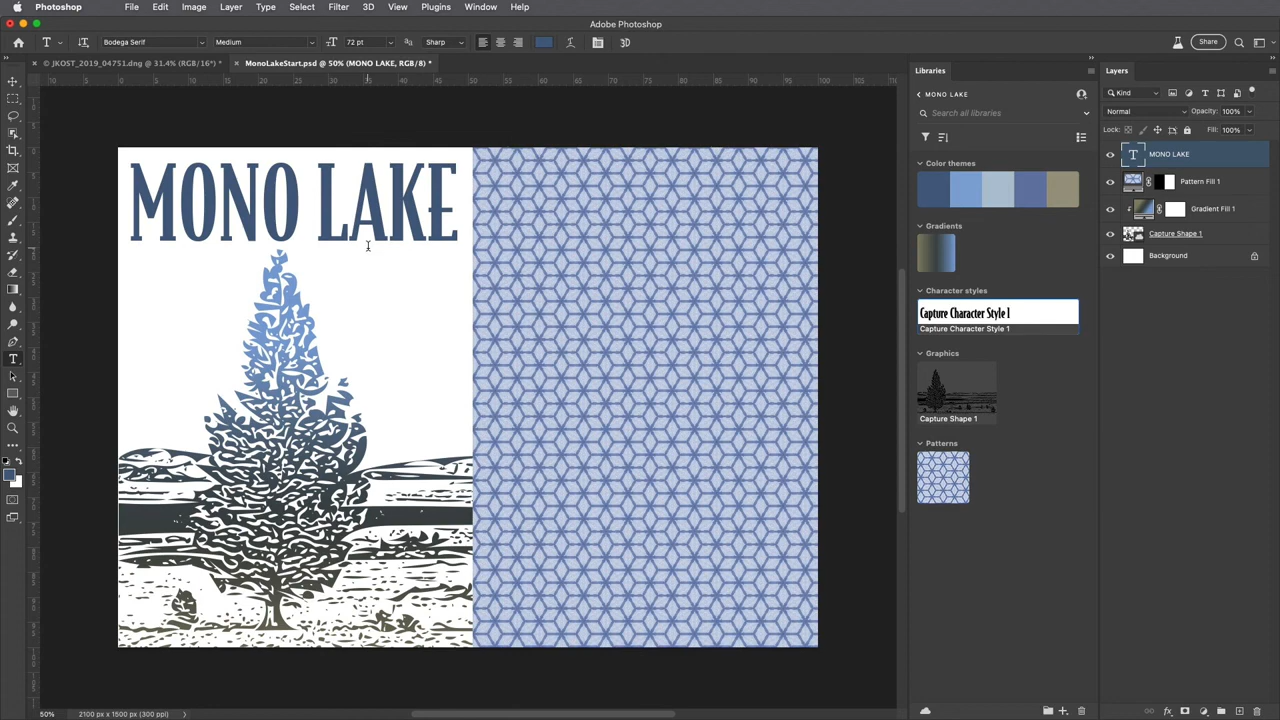 Photoshop File Edit Image Layer Type Select Filter 3D View Plugins Window Help
Adobe Photoshop
T Bodega Serif Medium 72 pt Sharp 3D Share
× © JKOST_2019_04751.dng @ 31.4% (RGB/16*) * × MonoLakeStart.psd @ 50% (MONO LAKE, RGB/8) *
MONO LAKE
50% 2100 px x 1500 px (300 ppi)
Libraries
MONO LAKE
Search all libraries
Color themes
Gradients
Character styles
Capture Character Style 1
Capture Character Style 1
Graphics
Capture Shape 1
Patterns
Layers
Kind
Normal Opacity: 100%
Lock: Fill: 100%
T MONO LAKE
Pattern Fill 1
Gradient Fill 1
Capture Shape 1
Background